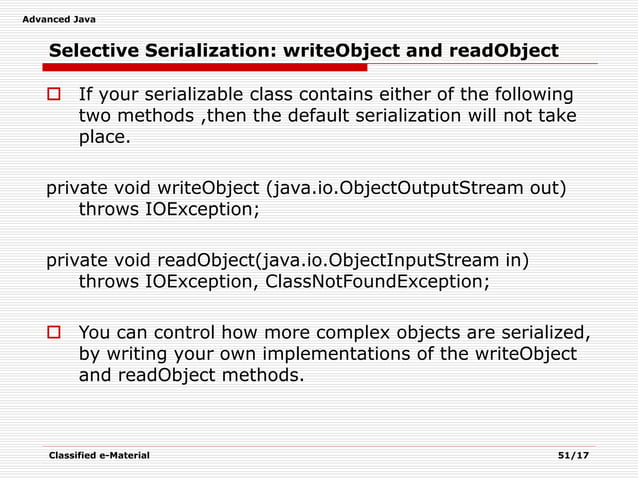 Advanced Java
Selective Serialization: writeObject and readObject
If your serializable class contains either of the following
two methods ,then the default serialization will not take
place.
private void writeObject (java.io.ObjectOutputStream out)
throws IOException;
private void readObject(java.io.ObjectInputStream in)
throws IOException, ClassNotFoundException;
You can control how more complex objects are serialized,
by writing your own implementations of the writeObject
and readObject methods.
Classified e-Material 51/17